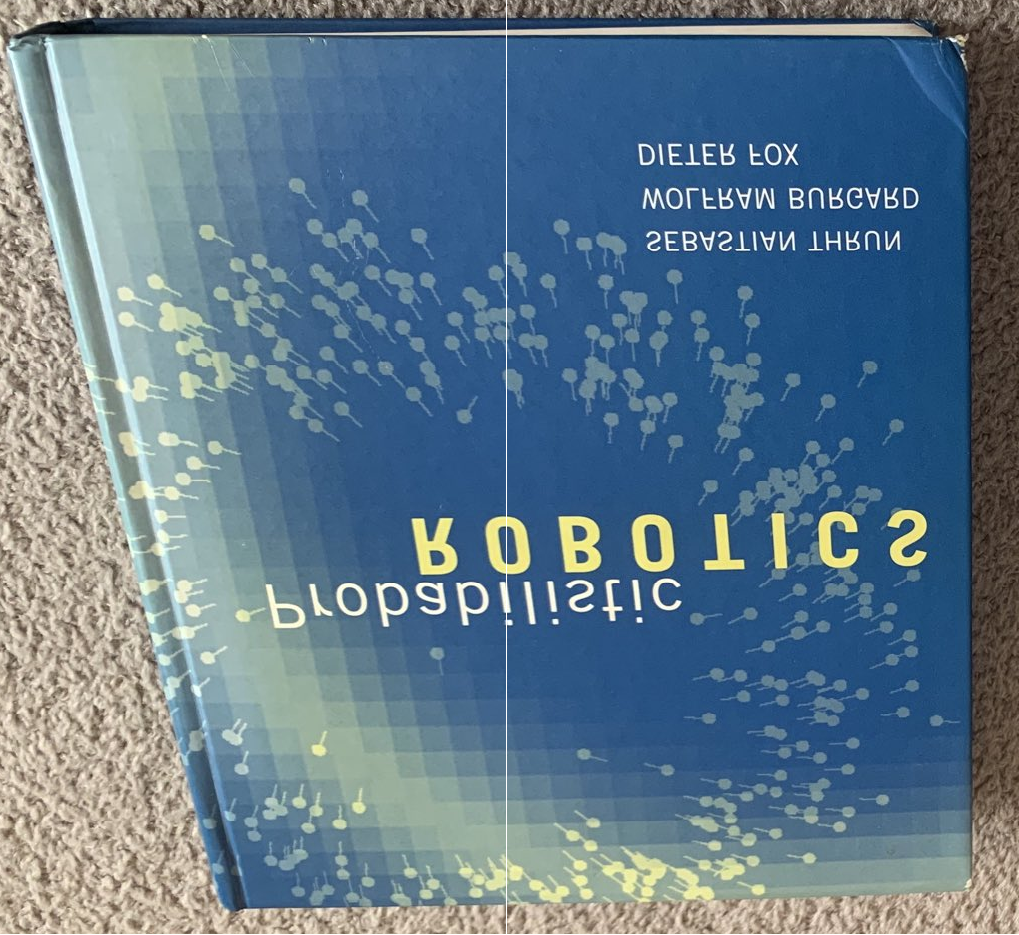 Probabilistic
ROBOTICS
SEBASTIAN THRUN
WOLFRAM BURGARD
DIETER FOX